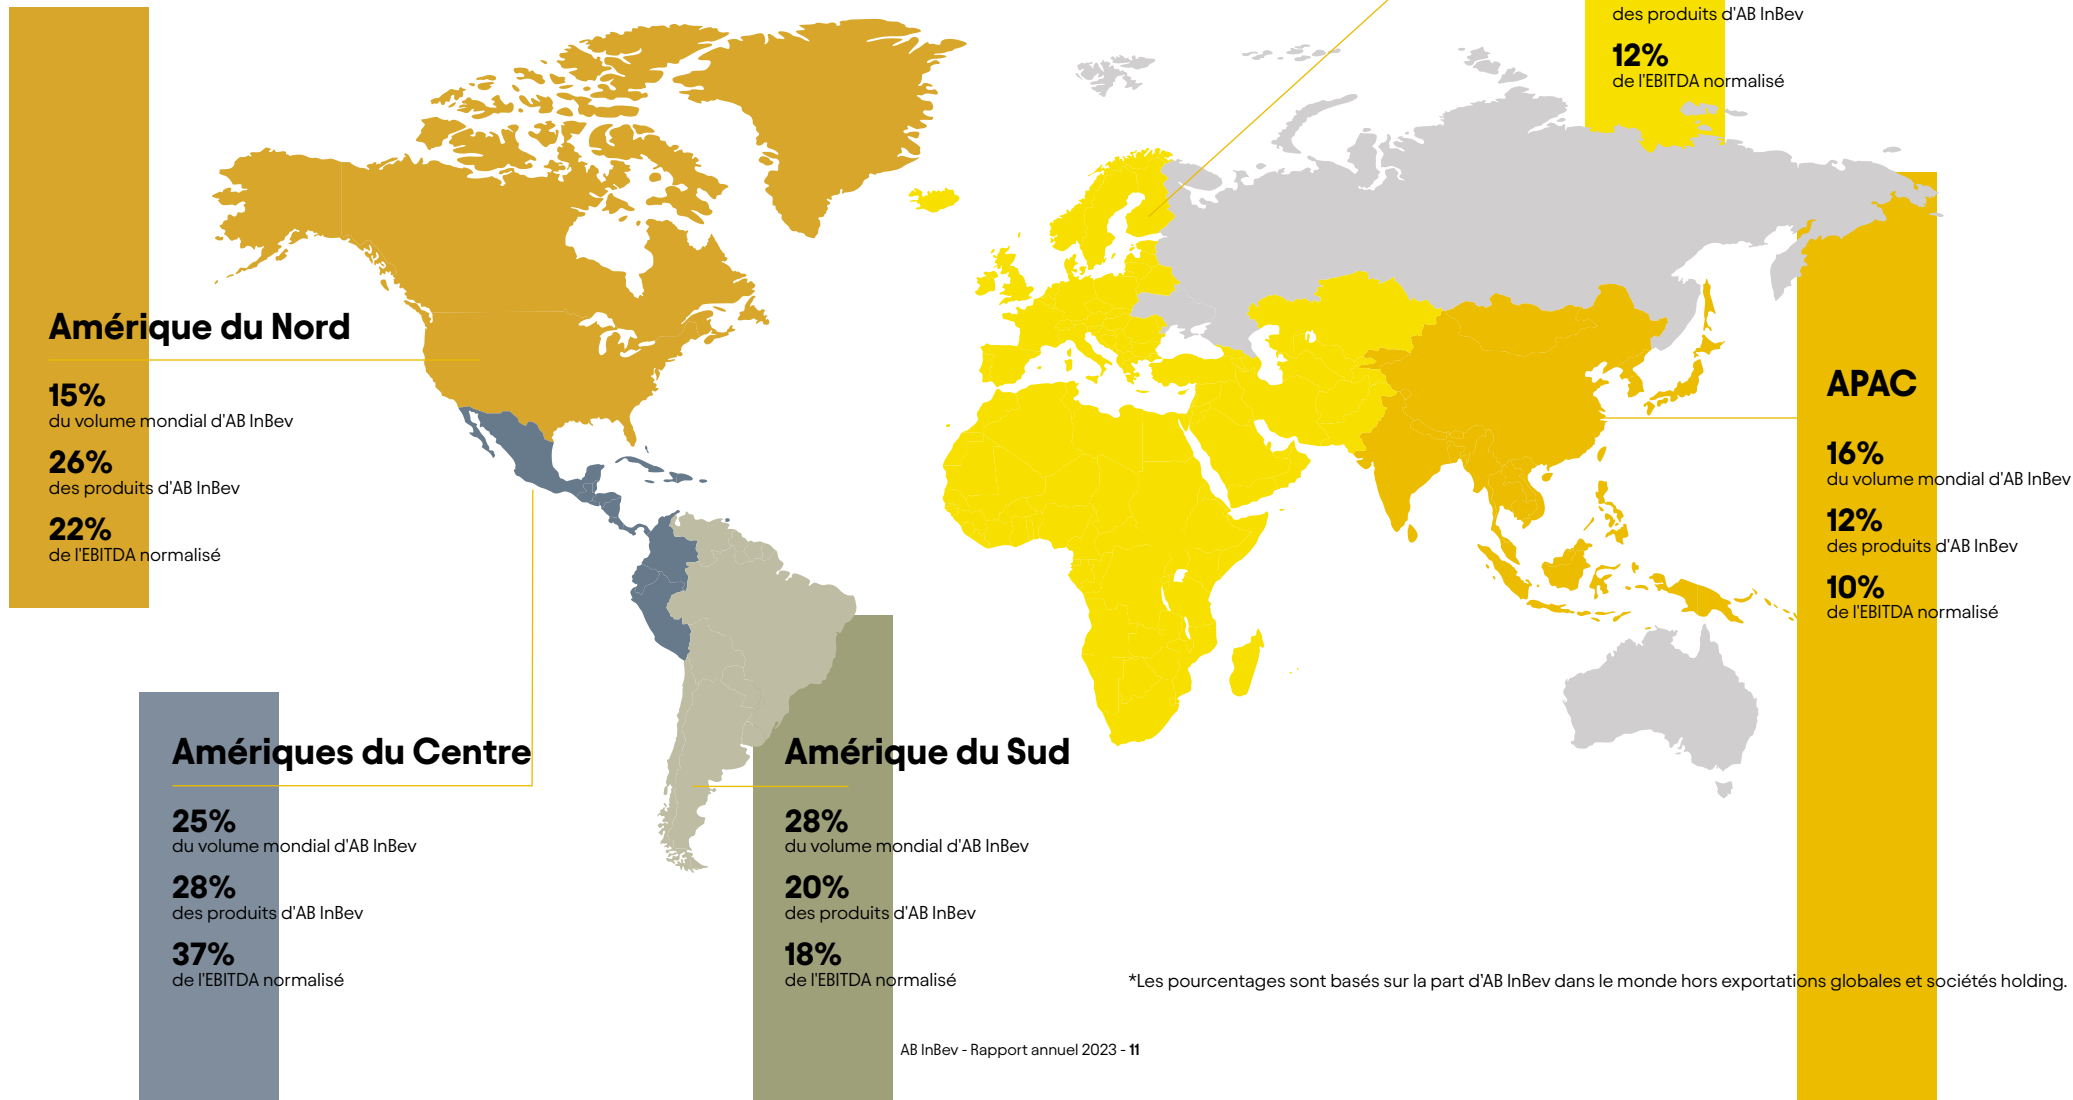 des produits d'AB InBev
12%
de l'EBITDA normalisé
Amérique du Nord
15%
du volume mondial d'AB InBev
26%
des produits d'AB InBev
22%
de l'EBITDA normalisé
APAC
16%
du volume mondial d'AB InBev
12%
des produits d'AB InBev
10%
de l'EBITDA normalisé
Amériques du Centre
25%
du volume mondial d'AB InBev
28%
des produits d'AB InBev
37%
de l'EBITDA normalisé
Amérique du Sud
28%
du volume mondial d'AB InBev
20%
des produits d'AB InBev
18%
de l'EBITDA normalisé
*Les pourcentages sont basés sur la part d'AB InBev dans le monde hors exportations globales et sociétés holding.
AB InBev - Rapport annuel 2023 - 11